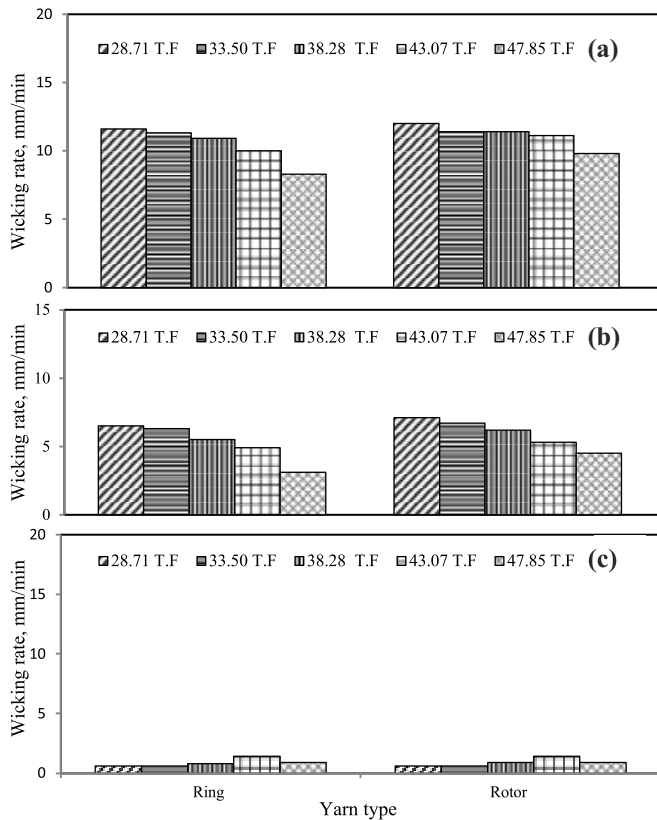 20
28.71 T.F 33.50 T.F 38.28 T.F 43.07 T.F 47.85 T.F (a)
15
10
5
0
Wicking rate, mm/min
15
28.71 T.F 33.50 T.F 38.28 T.F 43.07 T.F 47.85 T.F (b)
10
5
0
Wicking rate, mm/min
20
28.71 T.F 33.50 T.F 38.28 T.F 43.07 T.F 47.85 T.F (c)
15
10
5
0
Wicking rate, mm/min
Ring Rotor
Yarn type